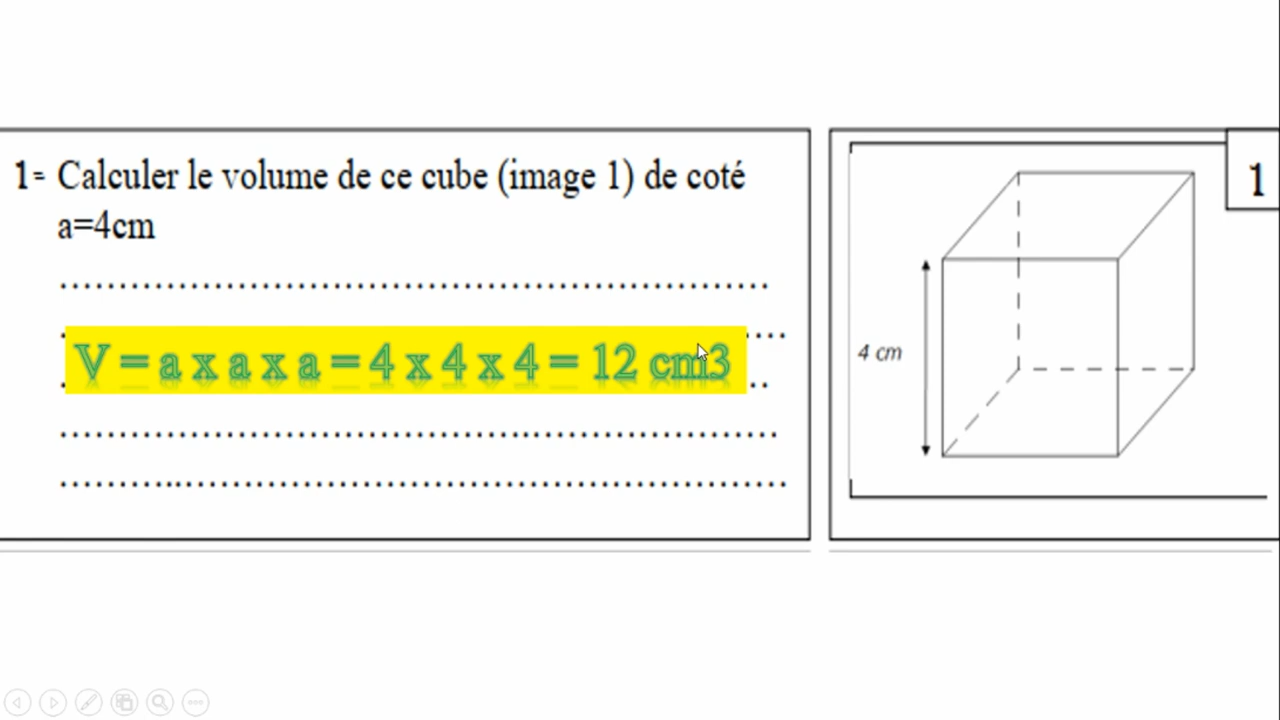 1- Calculer le volume de ce cube (image 1) de coté
a=4cm
V = a x a x a = 4 x 4 x 4 = 12 cm3
1
4 cm